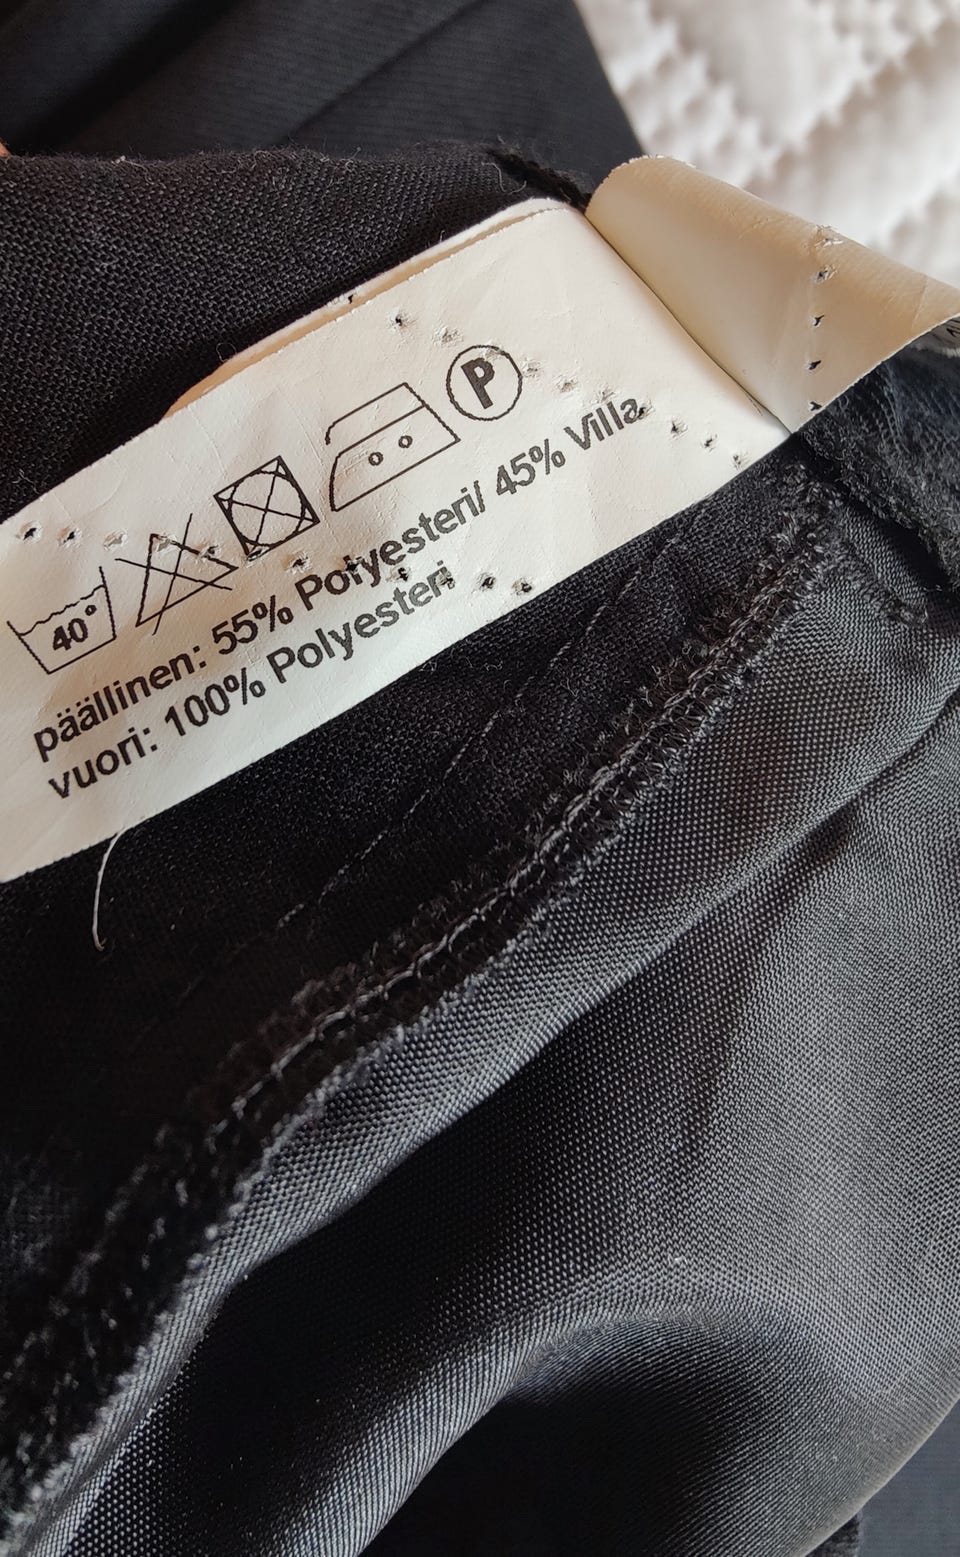 40°
P
päällinen: 55% Polyesteri/ 45% Villa
vuori: 100% Polyesteri